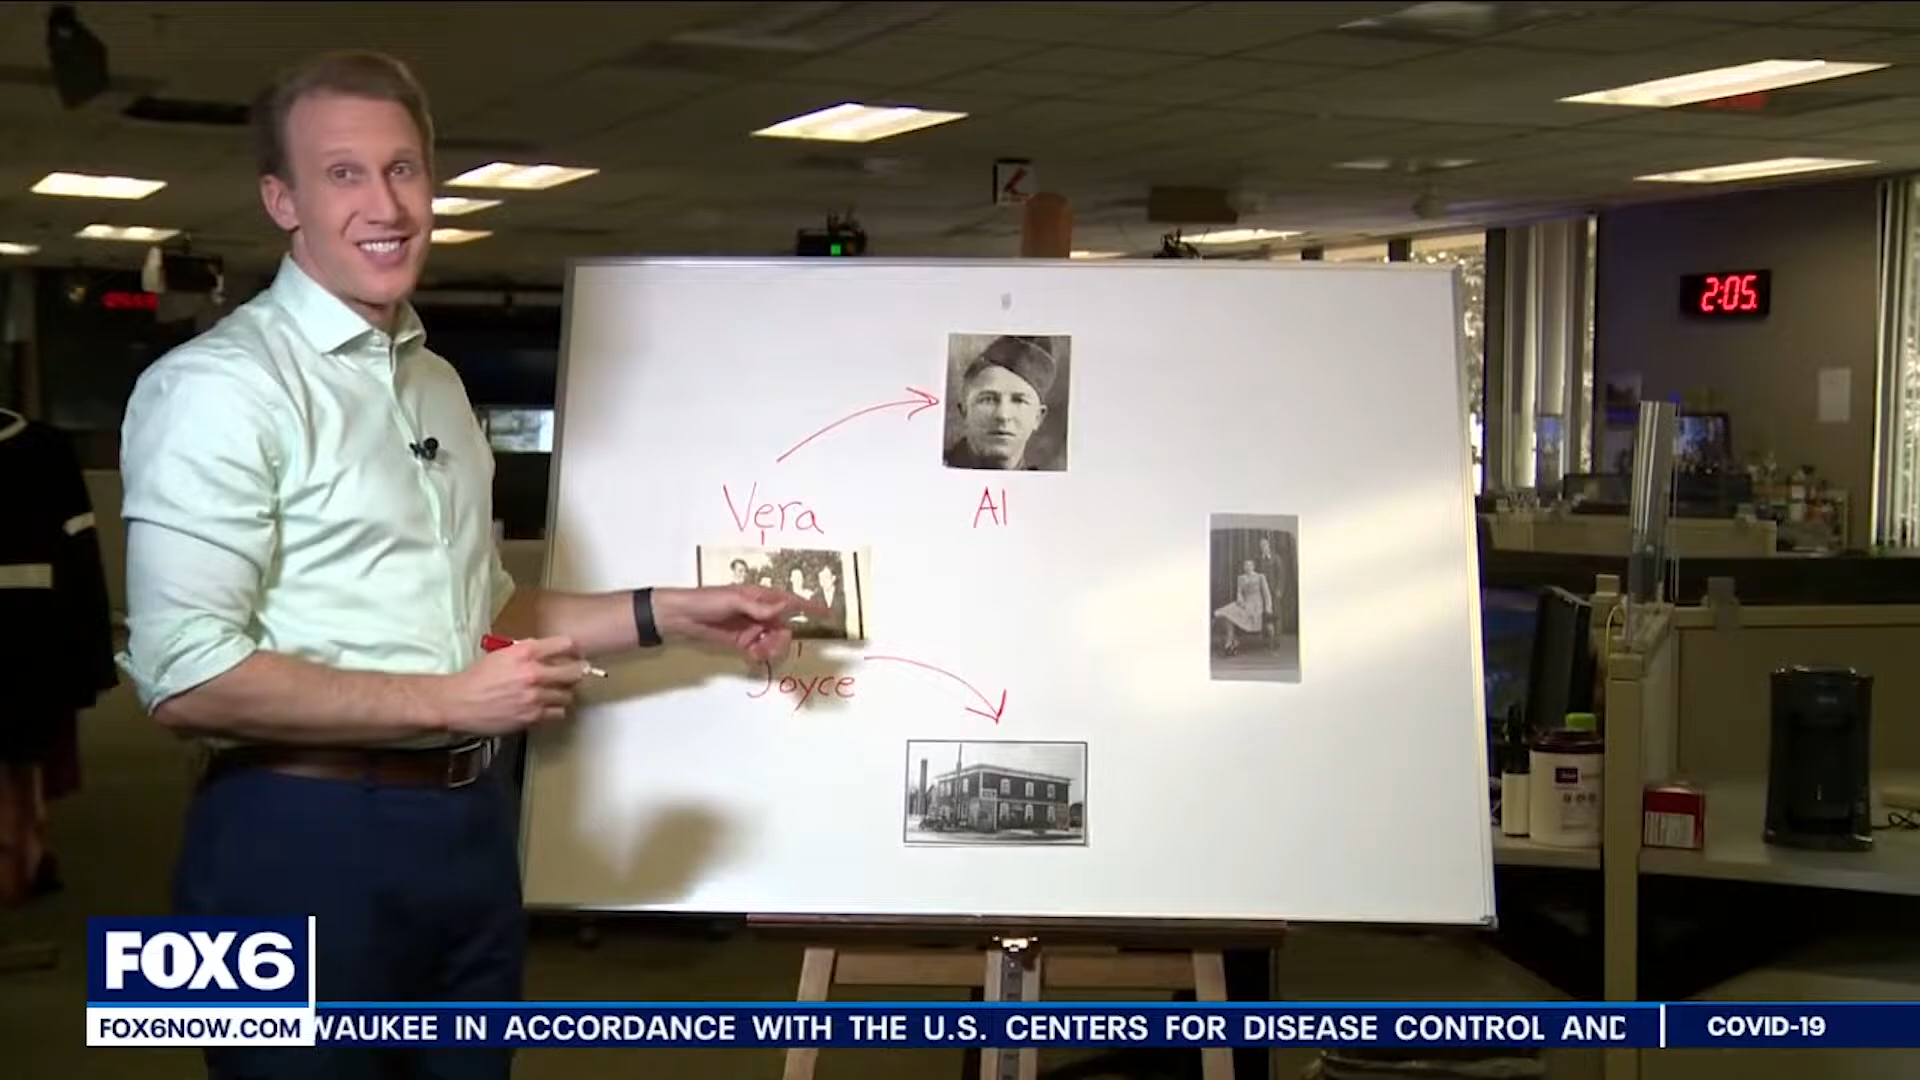 2:05
Vera
Al
Joyce
FOX6
FOX6NOW.COM
WAUKEE IN ACCORDANCE WITH THE U.S. CENTERS FOR DISEASE CONTROL AND
COVID-19